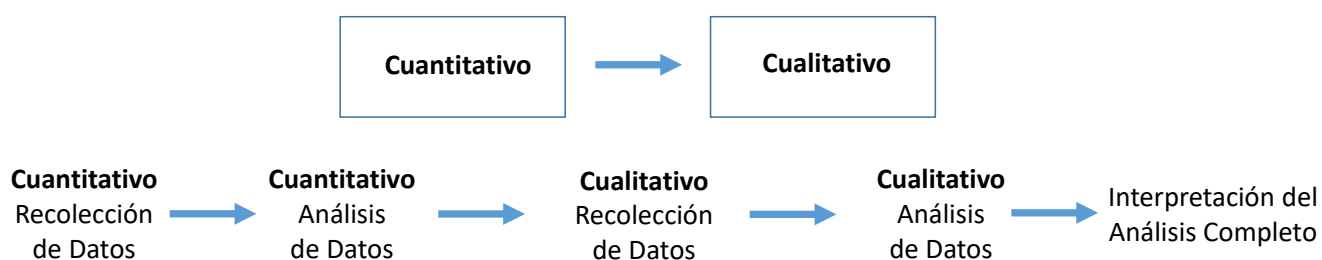 Cuantitativo
Cualitativo
Cuantitativo
Recolección
de Datos
Cuantitativo
Análisis
de Datos
Cualitativo
Recolección
de Datos
Cualitativo
Análisis
de Datos
Interpretación del
Análisis Completo